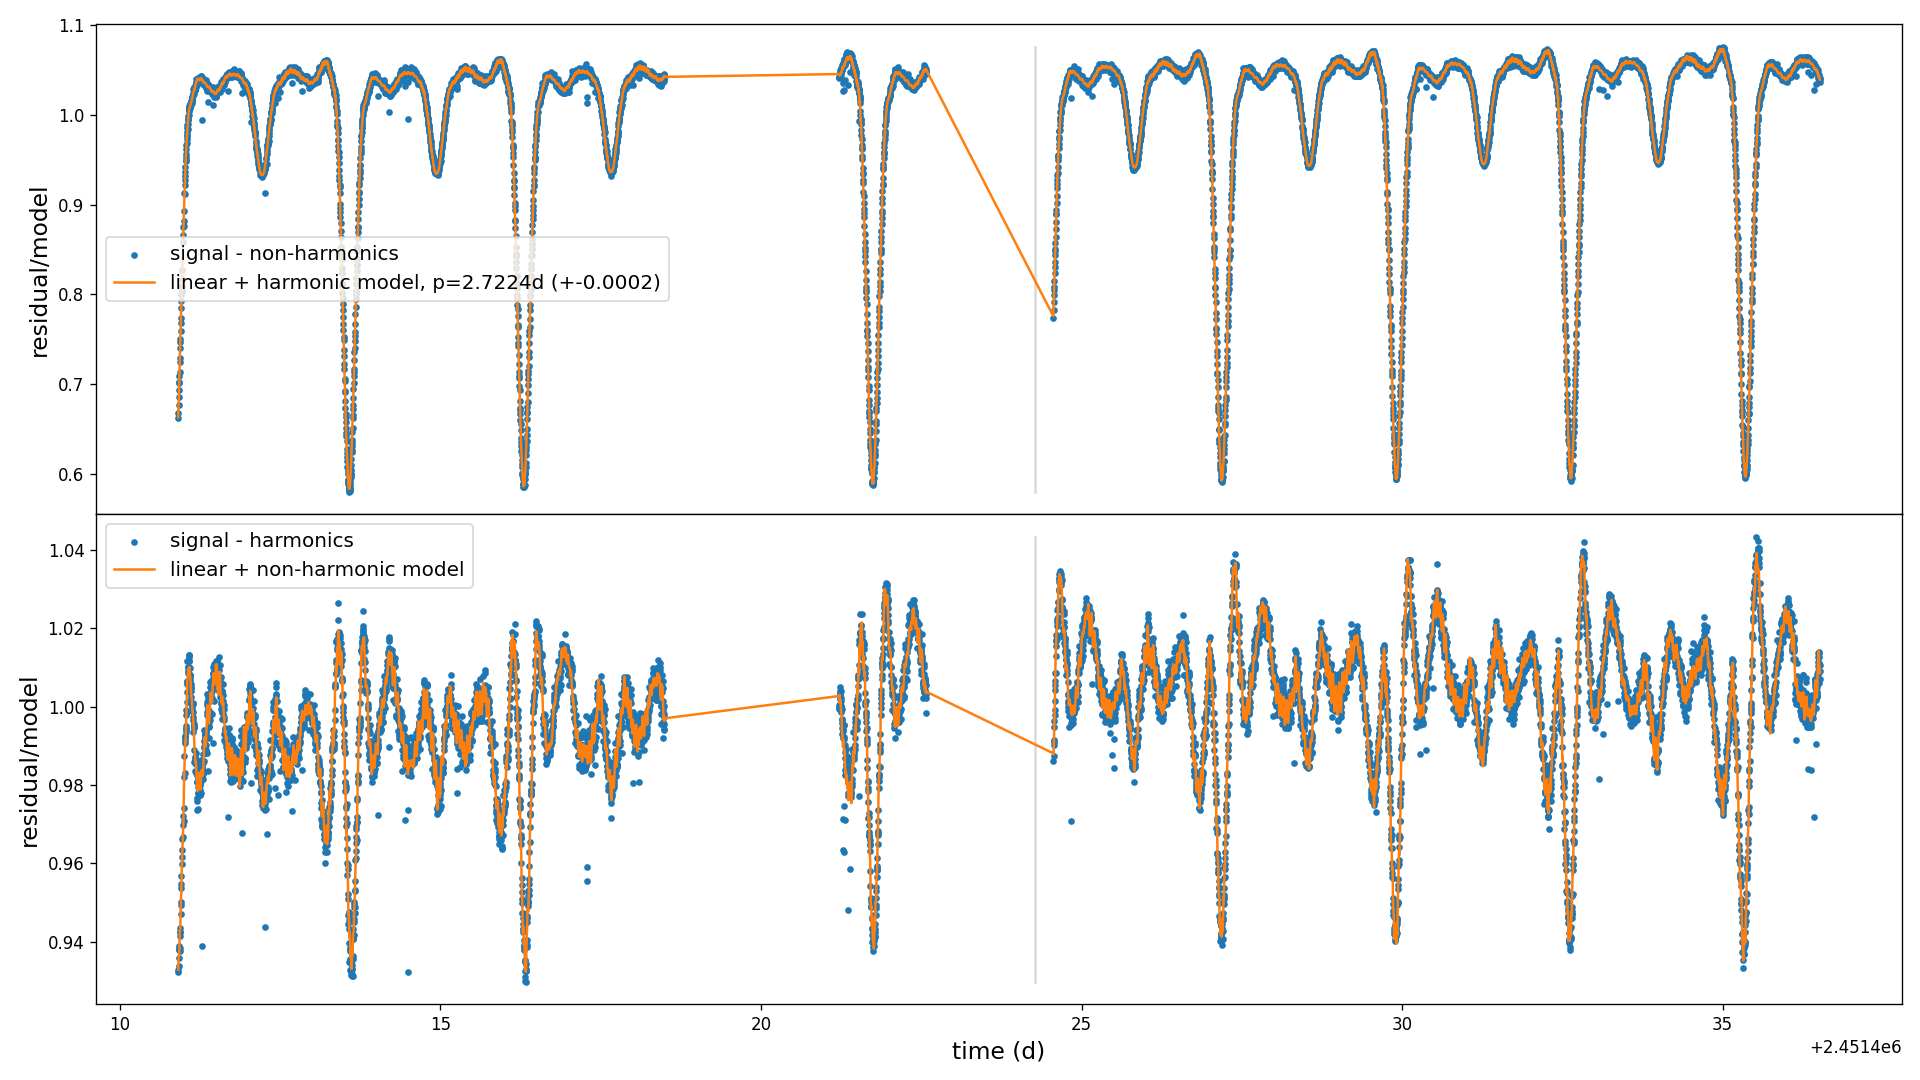 1.1
1.0
0.9
0.8
0.7
0.6
residual/model
signal - non-harmonics
linear + harmonic model, p=2.7224d (+-0.0002)
signal - harmonics
linear + non-harmonic model
1.04
1.02
1.00
0.98
0.96
0.94
residual/model
10 15 20 25 30 35
time (d)
+2.4514e6